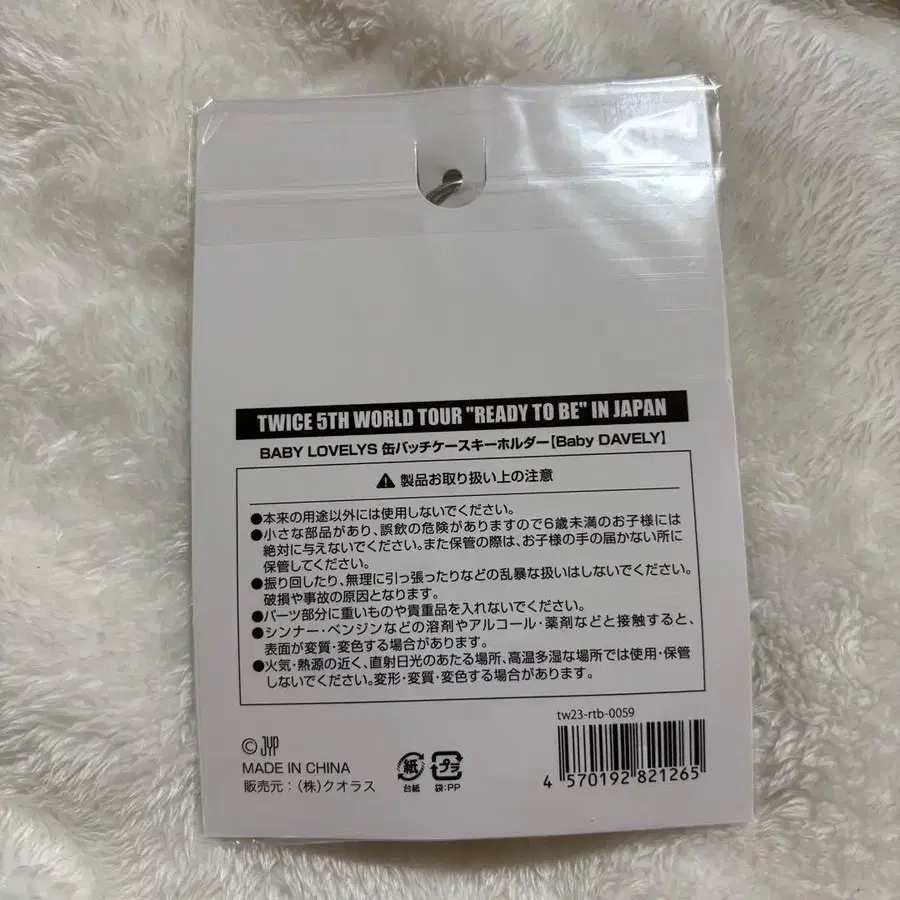 TWICE 5TH WORLD TOUR "READY TO BE" IN JAPAN
BABY LOVELYS 缶バッチケースキーホルダー【Baby DAVELY】
製品お取り扱い上の注意
●本来の用途以外には使用しないでください。
●小さな部品があり、誤飲の危険がありますので6歳未満のお子様には
絶対に与えないでください。また保管の際は、お子様の手の届かない所に
保管してください。
●振り回したり、無理に引っ張ったりなどの乱暴な扱いはしないでください。
破損や事故の原因となります。
●パーツ部分に重いものや貴重品を入れないでください。
●シンナー・ベンジンなどの溶剤やアルコール・薬剤などと接触すると、
表面が変質・変色する場合があります。
●火気・熱源の近く、直射日光のあたる場所、高温多湿な場所では使用・保管
しないでください。変形・変質・変色する場合があります。
tw23-rtb-0059
© JYP
MADE IN CHINA
販売元:(株)クオラス
紙
台紙
プラ
袋:PP
4 570192 821265